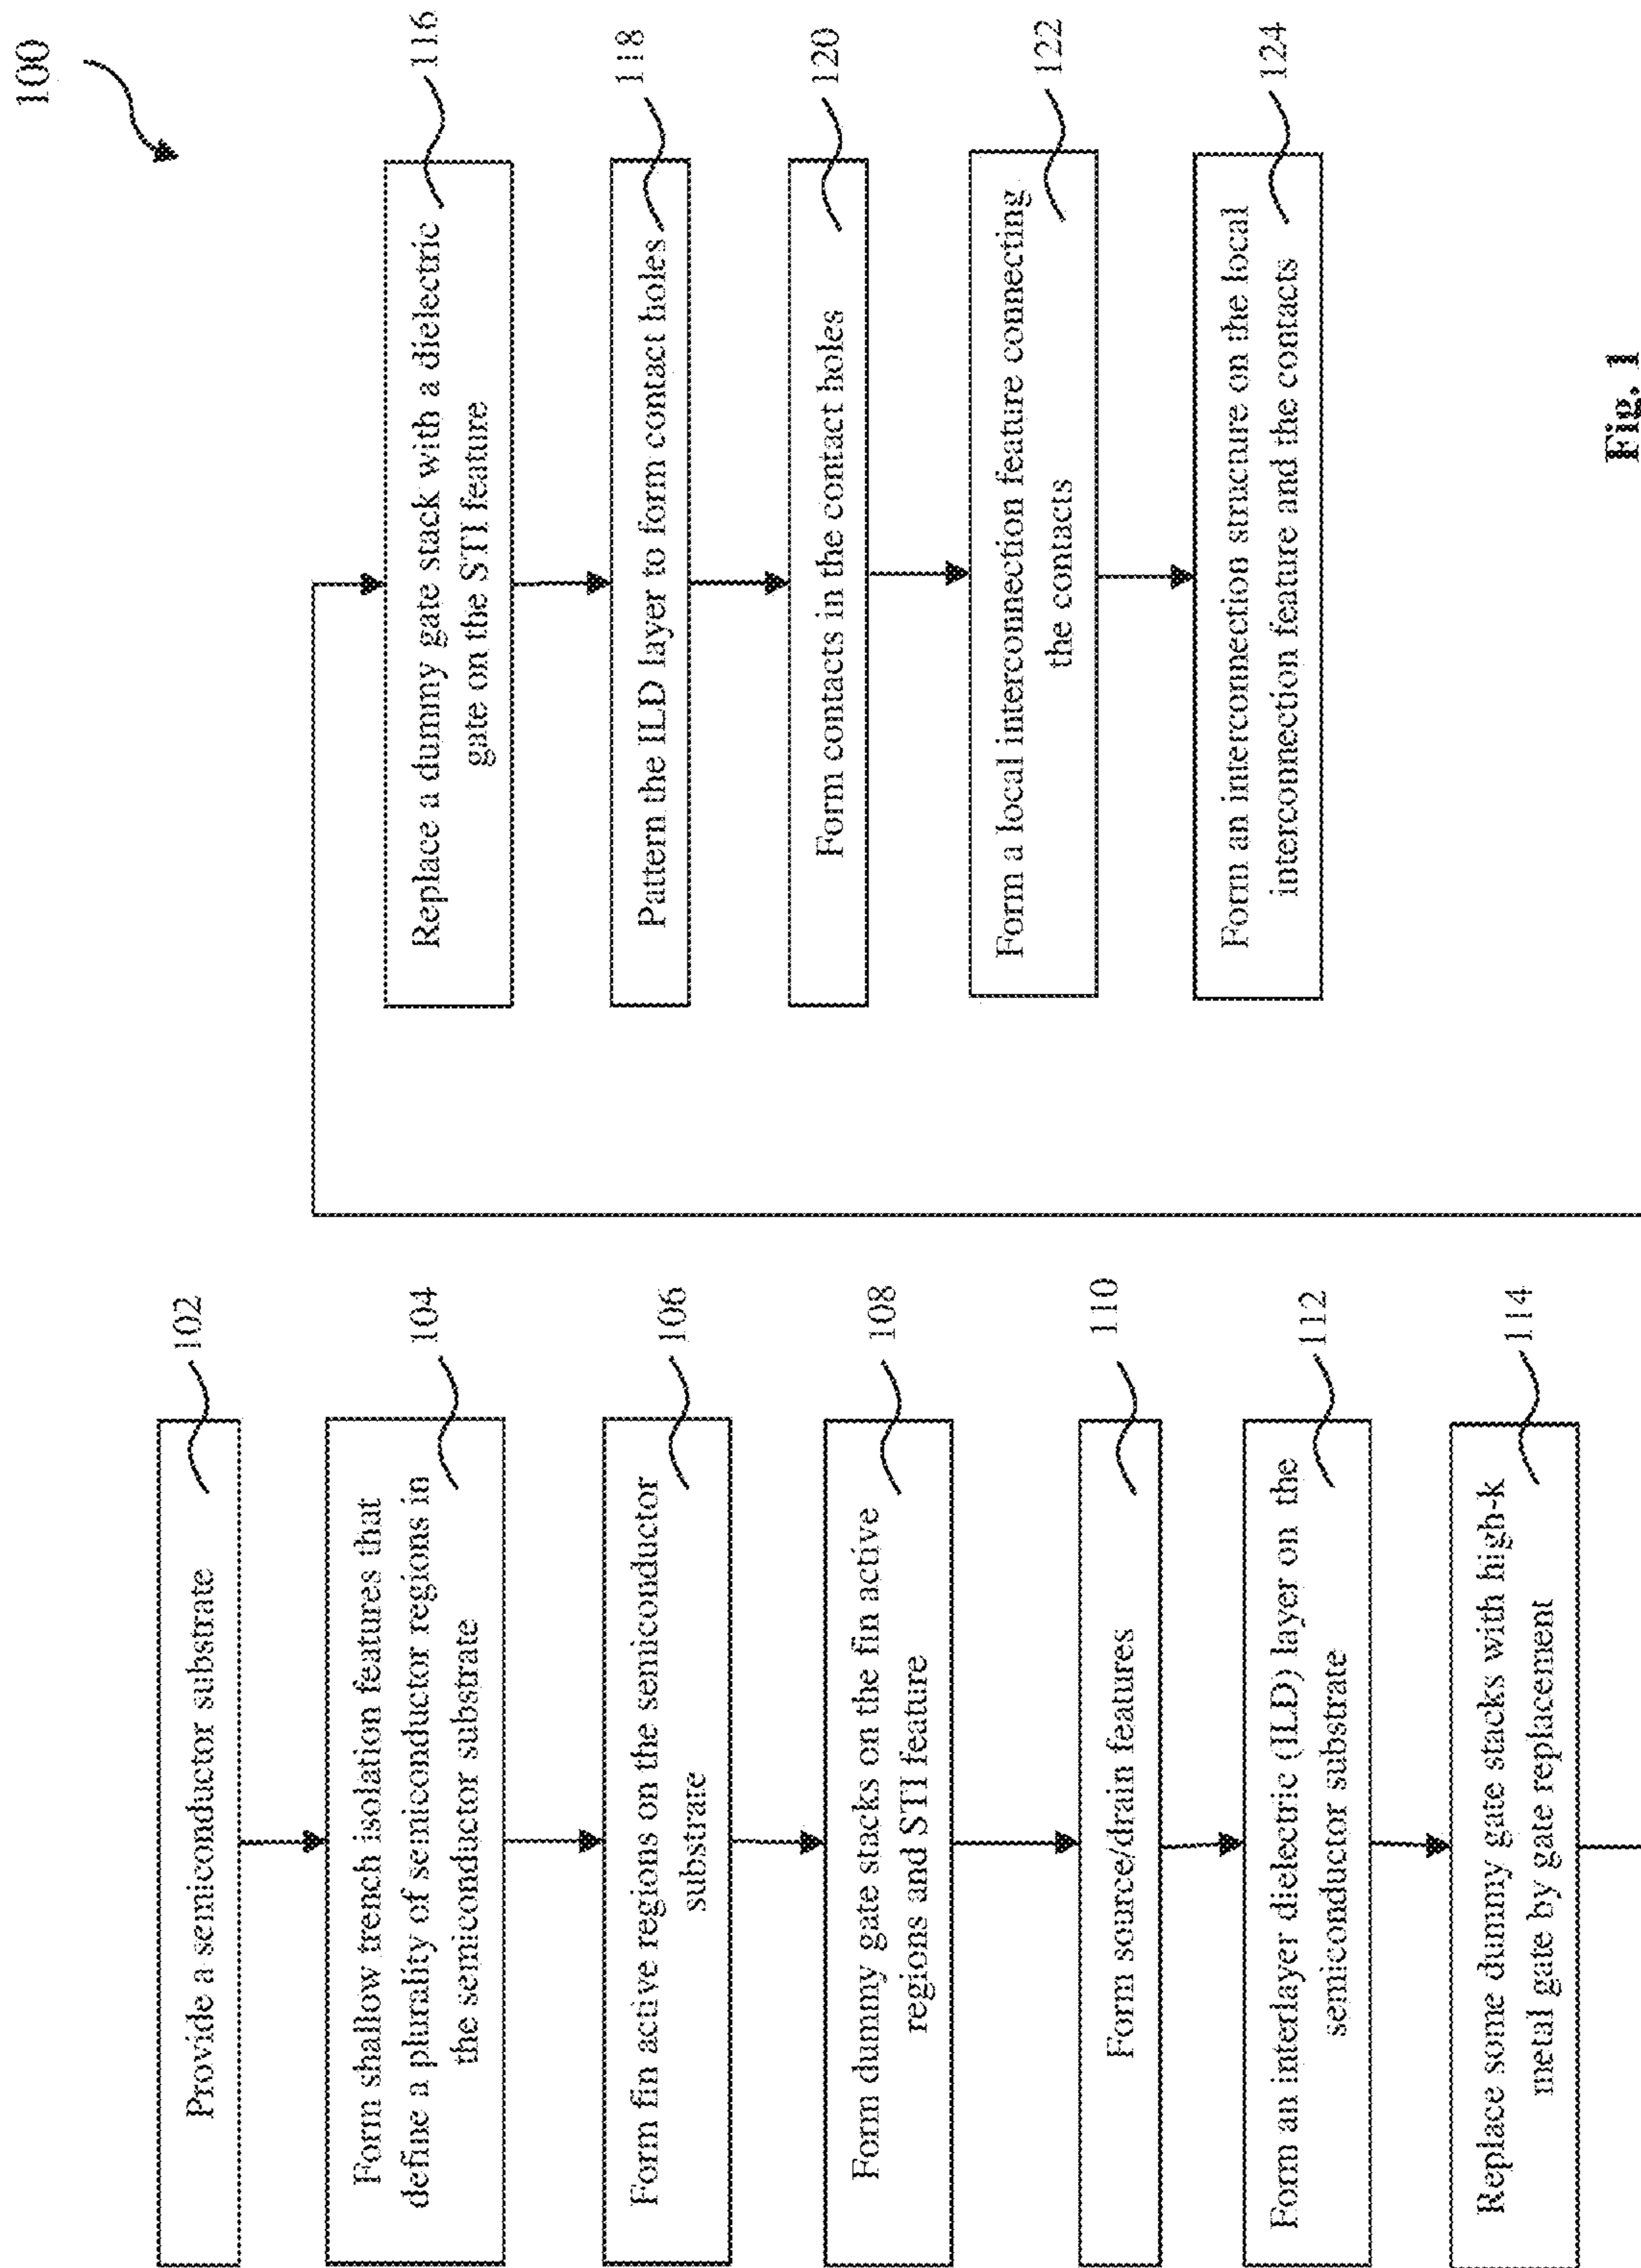 100
Provide a semiconductor substrate
102
Form shallow trench isolation features that
define a plurality of semiconductor regions in
the semiconductor substrate
104
Form fin active regions on the semiconductor
substrate
106
Form dummy gate stacks on the fin active
regions and STI feature
108
Form source/drain features
110
Form an interlayer dielectric (ILD) layer on the
semiconductor substrate
112
Replace some dummy gate stacks with high-k
metal gate by gate replacement
114
Replace a dummy gate stack with a dielectric
gate on the STI feature
116
Pattern the ILD layer to form contact holes
118
Form contacts in the contact holes
120
Form a local interconnection feature connecting
the contacts
122
Form an interconnection structure on the local
interconnection feature and the contacts
124
Fig. 1